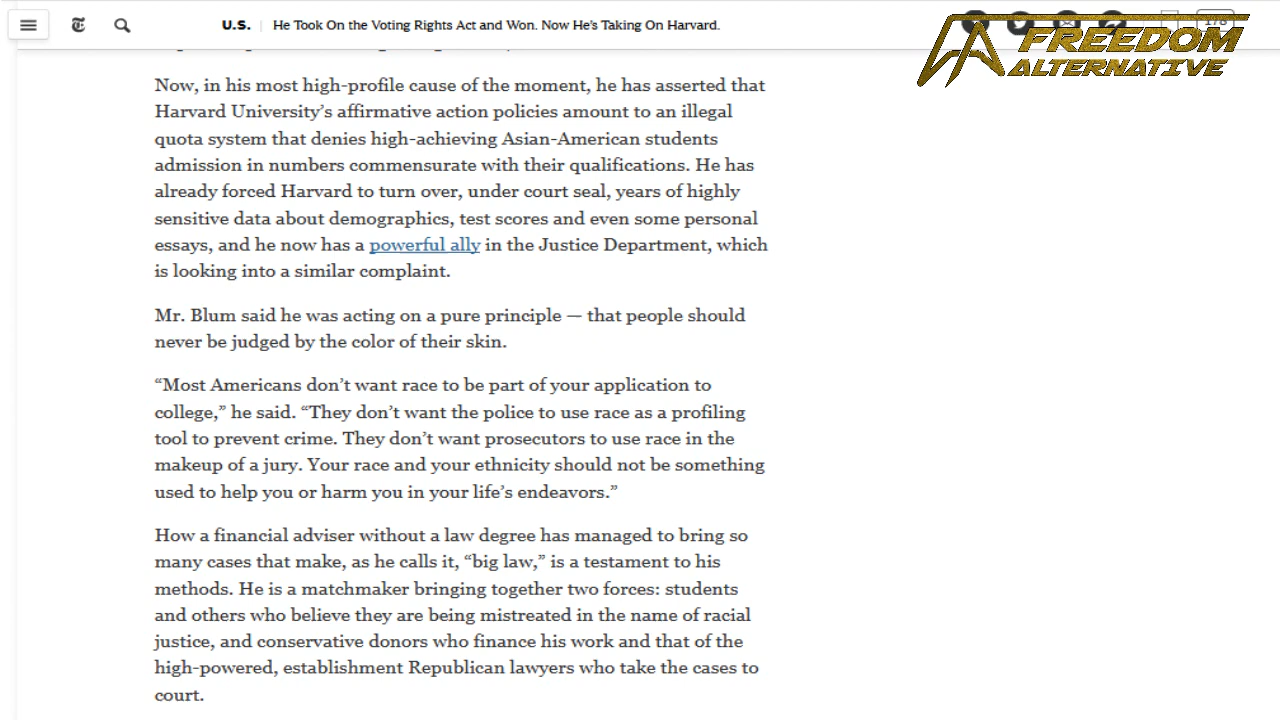 U.S. | He Took On the Voting Rights Act and Won. Now He's Taking On Harvard.
178
FREEDOM
ALTERNATIVE
Now, in his most high-profile cause of the moment, he has asserted that
Harvard University’s affirmative action policies amount to an illegal
quota system that denies high-achieving Asian-American students
admission in numbers commensurate with their qualifications. He has
already forced Harvard to turn over, under court seal, years of highly
sensitive data about demographics, test scores and even some personal
essays, and he now has a powerful ally in the Justice Department, which
is looking into a similar complaint.
Mr. Blum said he was acting on a pure principle — that people should
never be judged by the color of their skin.
“Most Americans don’t want race to be part of your application to
college,” he said. “They don’t want the police to use race as a profiling
tool to prevent crime. They don’t want prosecutors to use race in the
makeup of a jury. Your race and your ethnicity should not be something
used to help you or harm you in your life’s endeavors.”
How a financial adviser without a law degree has managed to bring so
many cases that make, as he calls it, “big law,” is a testament to his
methods. He is a matchmaker bringing together two forces: students
and others who believe they are being mistreated in the name of racial
justice, and conservative donors who finance his work and that of the
high-powered, establishment Republican lawyers who take the cases to
court.